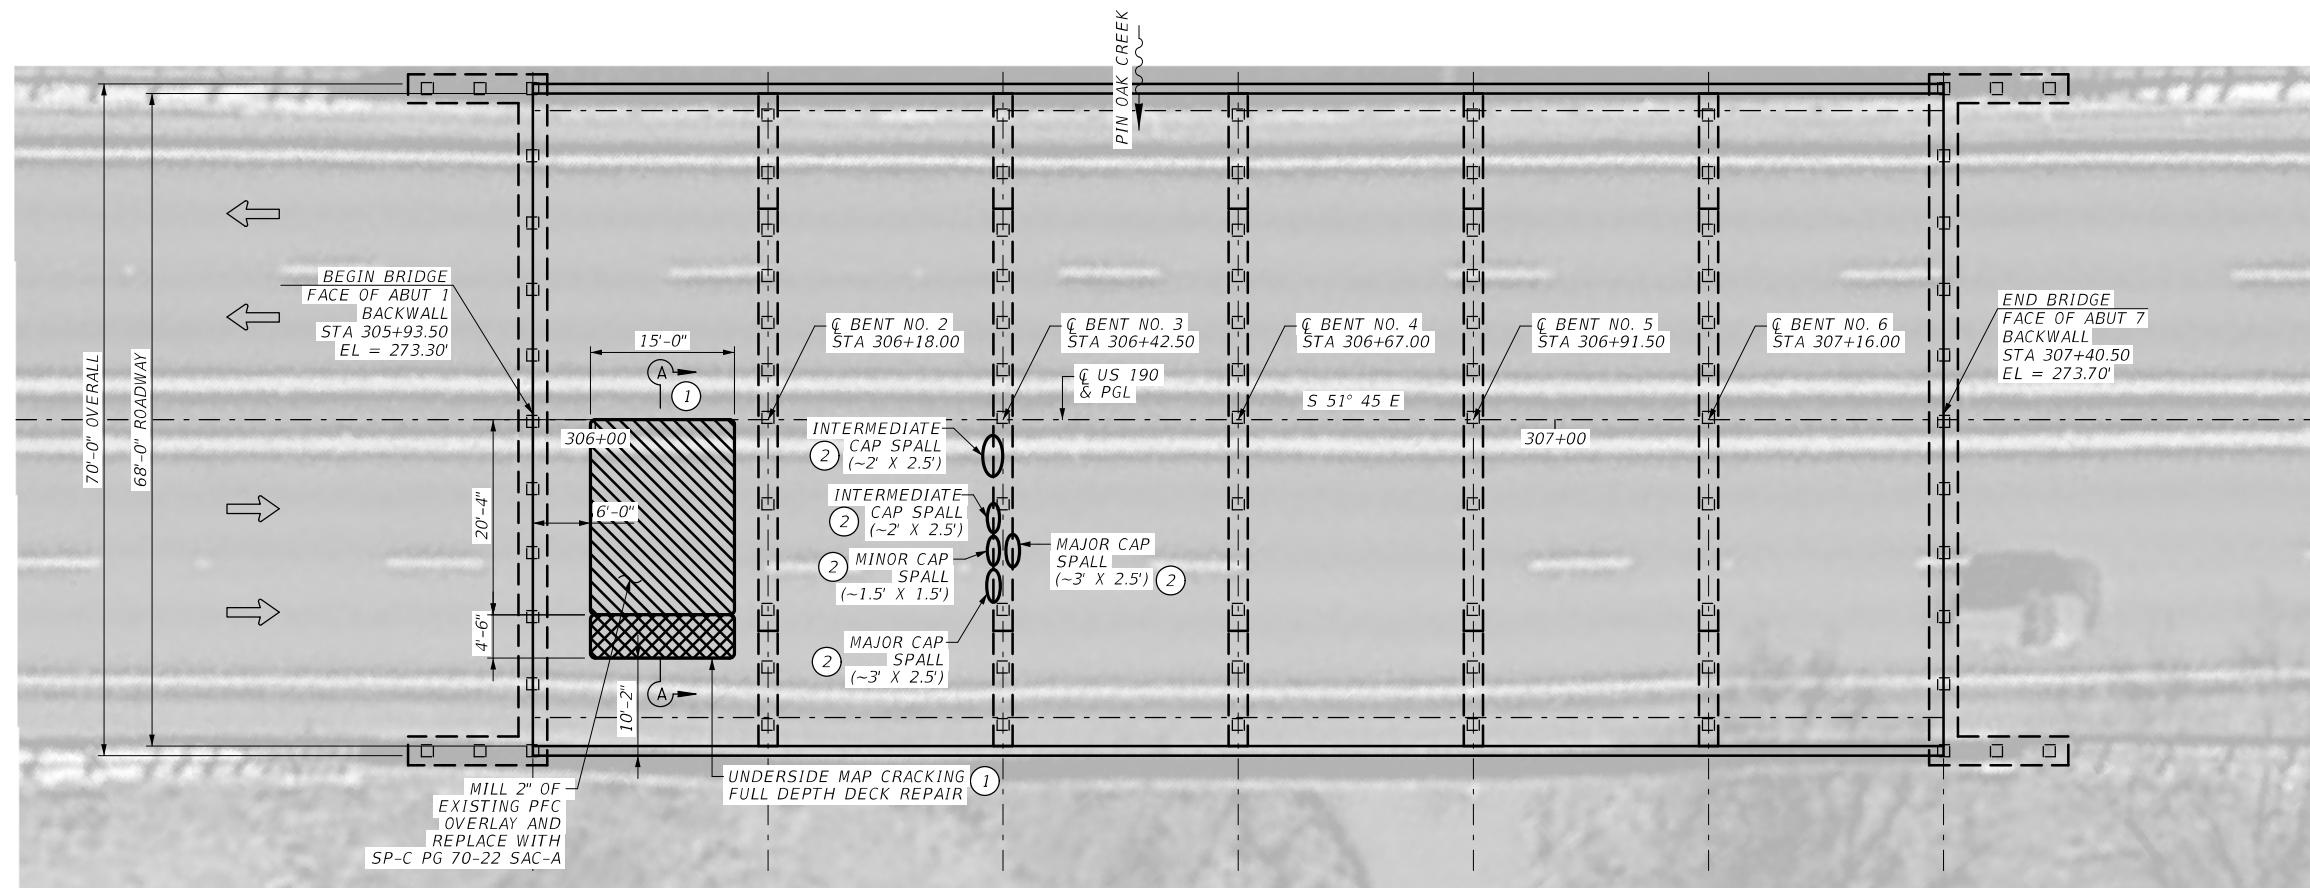 PIN OAK CREEK
70'-0" OVERALL
68'-0" ROADWAY
BEGIN BRIDGE
FACE OF ABUT 1
BACKWALL
STA 305+93.50
EL = 273.30'
15'-0"
A
1
℄ BENT NO. 2
STA 306+18.00
℄ BENT NO. 3
STA 306+42.50
℄ BENT NO. 4
STA 306+67.00
℄ BENT NO. 5
STA 306+91.50
℄ BENT NO. 6
STA 307+16.00
END BRIDGE
FACE OF ABUT 7
BACKWALL
STA 307+40.50
EL = 273.70'
℄ US 190
& PGL
S 51° 45 E
306+00
307+00
20'-4"
6'-0"
4'-6"
10'-2"
INTERMEDIATE
CAP SPALL
(~2' X 2.5')
2
INTERMEDIATE
CAP SPALL
(~2' X 2.5')
2
MINOR CAP
SPALL
(~1.5' X 1.5')
2
MAJOR CAP
SPALL
(~3' X 2.5')
2
MAJOR CAP
SPALL
(~3' X 2.5')
2
A
UNDERSIDE MAP CRACKING
FULL DEPTH DECK REPAIR
1
MILL 2" OF
EXISTING PFC
OVERLAY AND
REPLACE WITH
SP-C PG 70-22 SAC-A